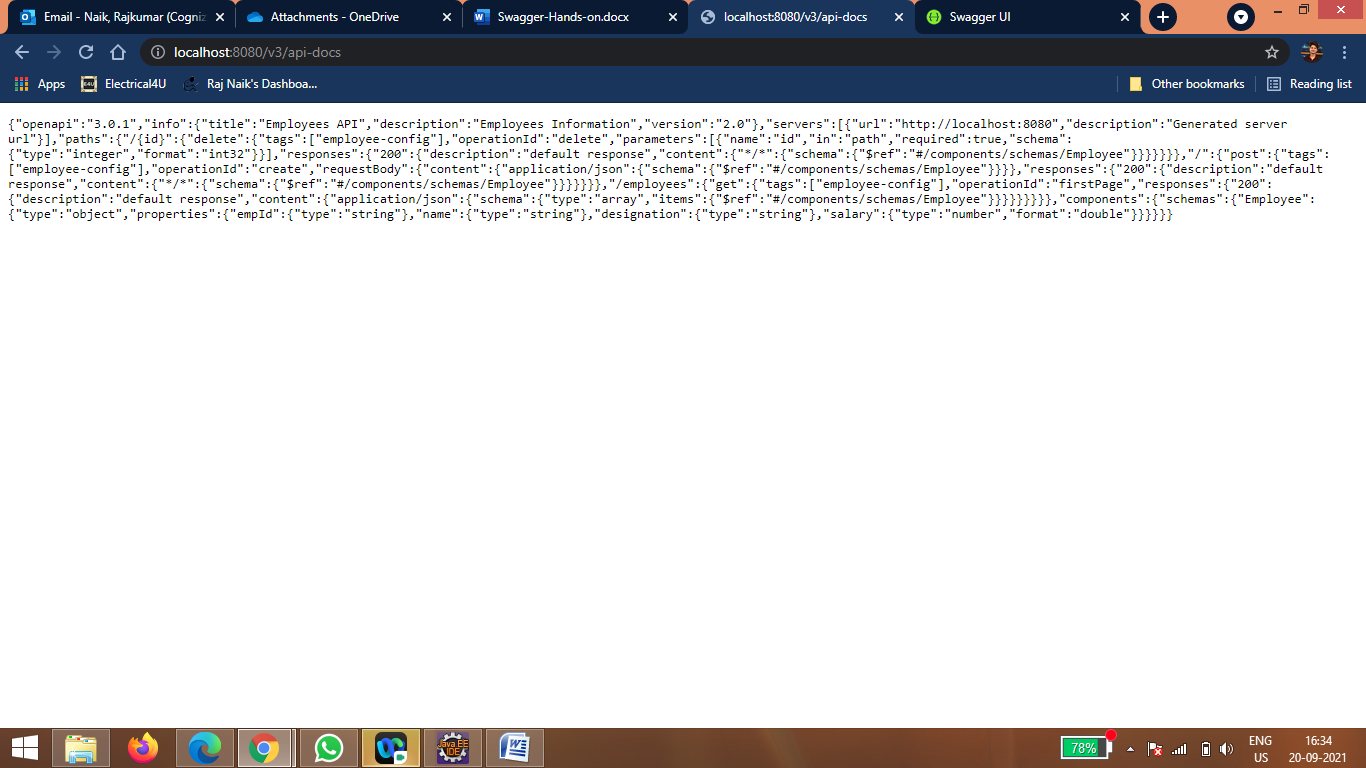 Email - Naik, Rajkumar (Cogniz
Attachments - OneDrive
Swagger-Hands-on.docx
localhost:8080/v3/api-docs
Swagger UI
localhost:8080/v3/api-docs
Apps
E4U
Electrical4U
Raj Naik's Dashboa...
Other bookmarks
Reading list
{"openapi":"3.0.1","info":{"title":"Employees API","description":"Employees Information","version":"2.0"},"servers":[{"url":"http://localhost:8080","description":"Generated server
url"}],"paths":{"/{id}":{"delete":{"tags":["employee-config"],"operationId":"delete","parameters":[{"name":"id","in":"path","required":true,"schema":
{"type":"integer","format":"int32"}}],"responses":{"200":{"description":"default response","content":{"*/*":{"schema":{"$ref":"#/components/schemas/Employee"}}}}}}},"/":{"post":{"tags":
["employee-config"],"operationId":"create","requestBody":{"content":{"application/json":{"schema":{"$ref":"#/components/schemas/Employee"}}}},"responses":{"200":{"description":"default
response","content":{"*/*":{"schema":{"$ref":"#/components/schemas/Employee"}}}}}}},"/employees":{"get":{"tags":["employee-config"],"operationId":"firstPage","responses":{"200":
{"description":"default response","content":{"application/json":{"schema":{"type":"array","items":{"$ref":"#/components/schemas/Employee"}}}}}}}}},"components":{"schemas":{"Employee":
{"type":"object","properties":{"empId":{"type":"string"},"name":{"type":"string"},"designation":{"type":"string"},"salary":{"type":"number","format":"double"}}}}}}
Java EE
IDE
78%
ENG
US
16:34
20-09-2021